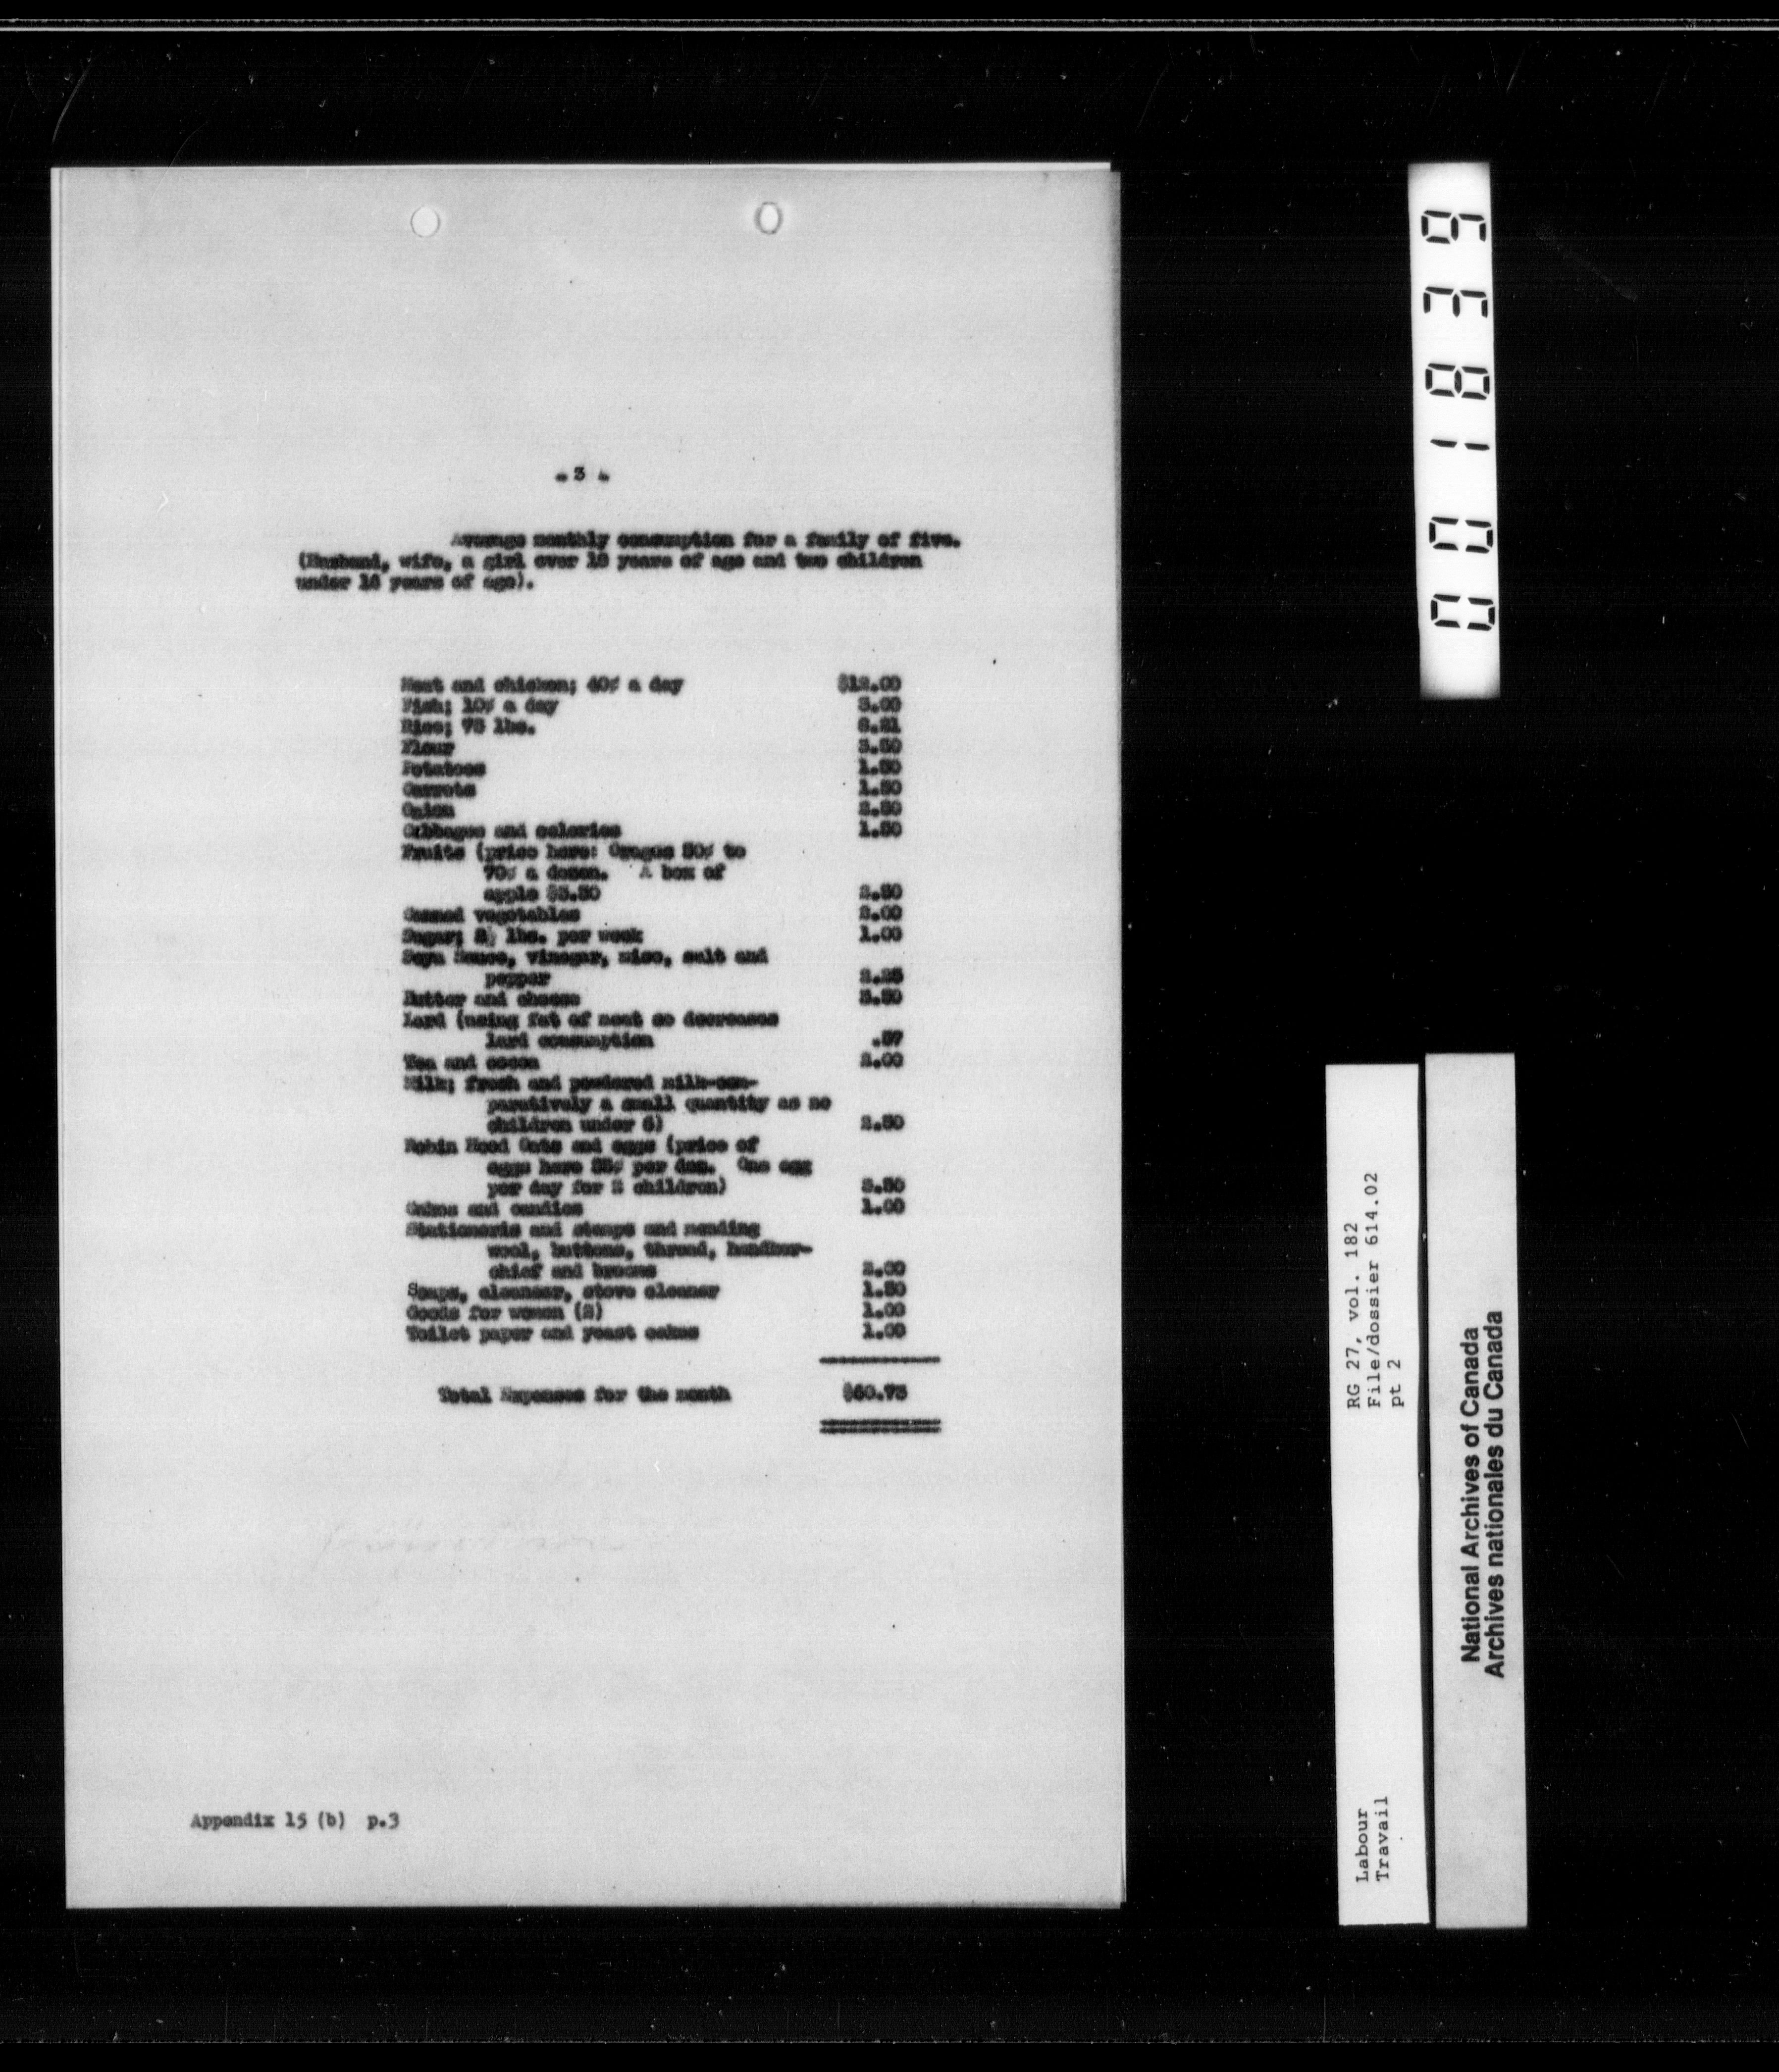 - 3 -
Average monthly consumption for a family of five.
(Husband, wife, a girl over 18 years of age and two children
under 16 years of age).
Meat and chicken; 40¢ a day $12.00
Fish; 10¢ a day 3.00
Rice; 75 lbs.
Flour 3.50
Potatoes 1.50
Carrots 1.50
Onion 2.50
Cabbages and celeries 1.50
Fruits (price here: Oragus 50¢ to
70¢ a dozen. A box of
apple $3.50 2.50
Canned vegetables 2.00
Sugar; 2½ lbs. per week 1.00
Soya Sauce, vinegar, miso, salt and
pepper 2.25
Butter and cheese 3.50
Lard (using fat of meat so decreases
lard consumption
Tea and cocoa 2.00
Milk; fresh and powdered milk-com-
paratively a small quantity as no
children under 6) 2.50
Robin Hood Oats and eggs (price of
eggs here per doz. One egg
per day for 2 children)
Cakes and candies 1.00
Stationeris and stamps and mending
wool, buttons, thread, handker-
chief and brooms 2.00
Soaps, cleanser, stove cleaner 1.50
Goods for women (2) 1.00
Toilet paper and yeast cakes 1.00
Total Expenses for the month $60.73
Appendix 15 (b) p.3
001839
RG 27, vol. 182
File/dossier 614.02
pt 2
Labour
Travail
National Archives of Canada
Archives nationales du Canada